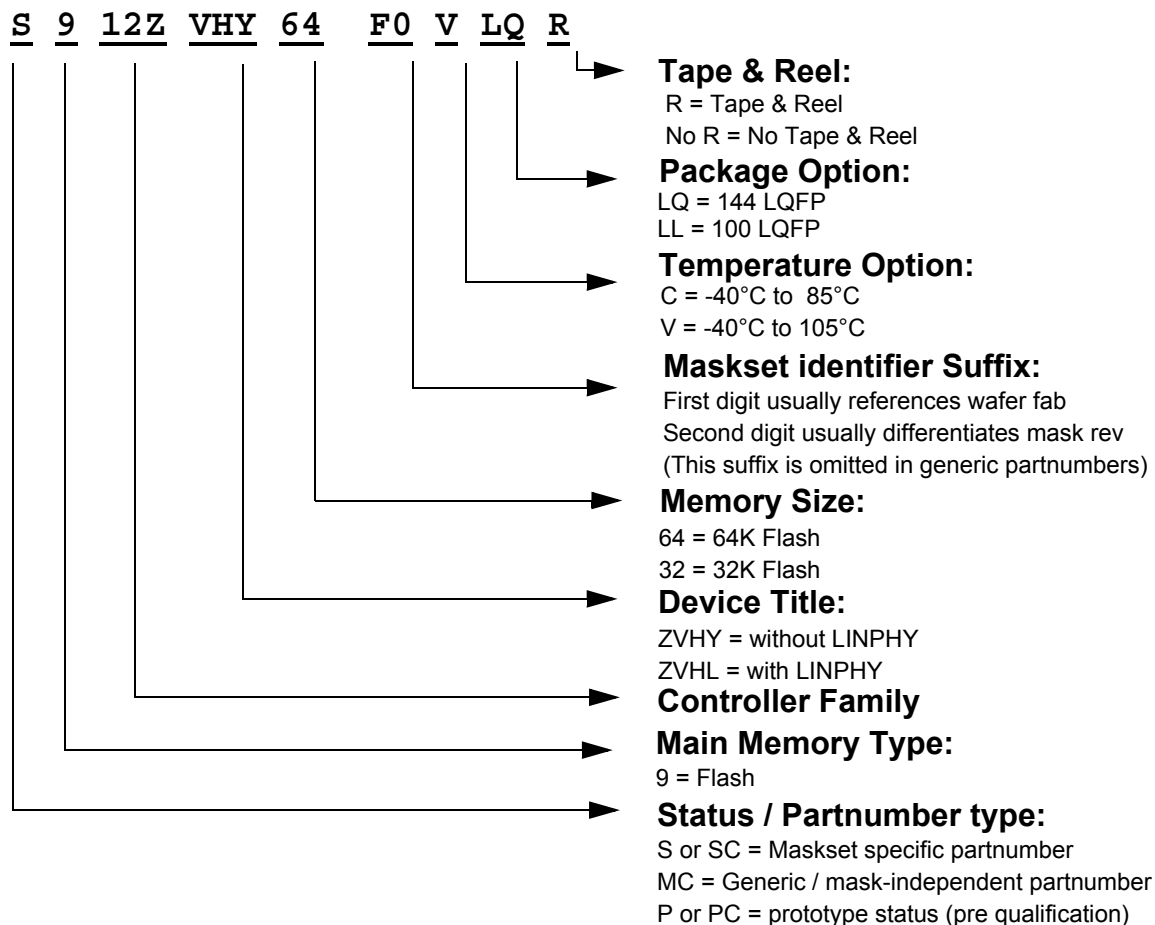 S 9 12Z VHY 64 F0 V LQ R
Tape & Reel:
R = Tape & Reel
No R = No Tape & Reel
Package Option:
LQ = 144 LQFP
LL = 100 LQFP
Temperature Option:
C = -40°C to 85°C
V = -40°C to 105°C
Maskset identifier Suffix:
First digit usually references wafer fab
Second digit usually differentiates mask rev
(This suffix is omitted in generic partnumbers)
Memory Size:
64 = 64K Flash
32 = 32K Flash
Device Title:
ZVHY = without LINPHY
ZVHL = with LINPHY
Controller Family
Main Memory Type:
9 = Flash
Status / Partnumber type:
S or SC = Maskset specific partnumber
MC = Generic / mask-independent partnumber
P or PC = prototype status (pre qualification)